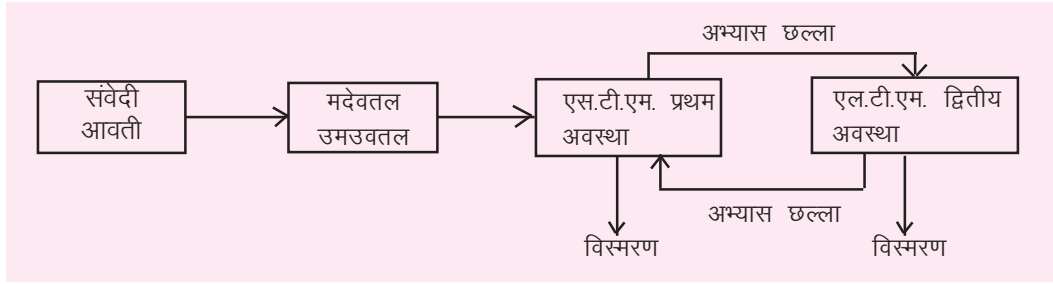 अभ्यास छल्ला
संवेदी
आवती
मदेवतल
उमउवतल
एस.टी.एम. प्रथम
अवस्था
एल.टी.एम. द्वितीय
अवस्था
अभ्यास छल्ला
विस्मरण
विस्मरण